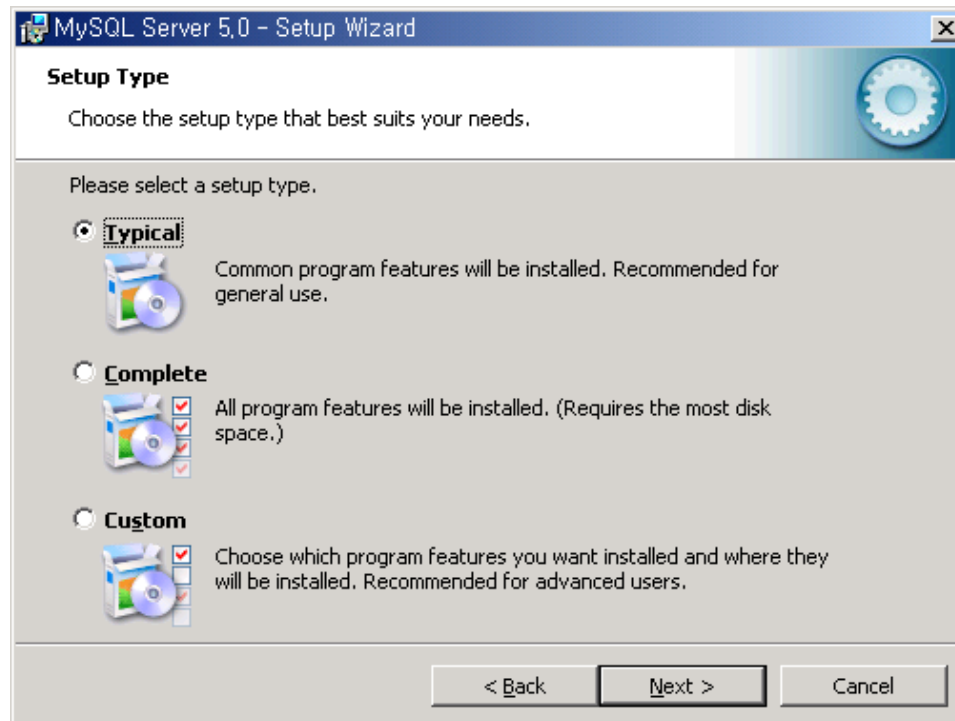 MySQL Server 5,0 - Setup Wizard
Setup Type
Choose the setup type that best suits your needs.
Please select a setup type.
Typical
Common program features will be installed. Recommended for
general use.
Complete
All program features will be installed. (Requires the most disk
space.)
Custom
Choose which program features you want installed and where they
will be installed. Recommended for advanced users.
< Back
Next >
Cancel